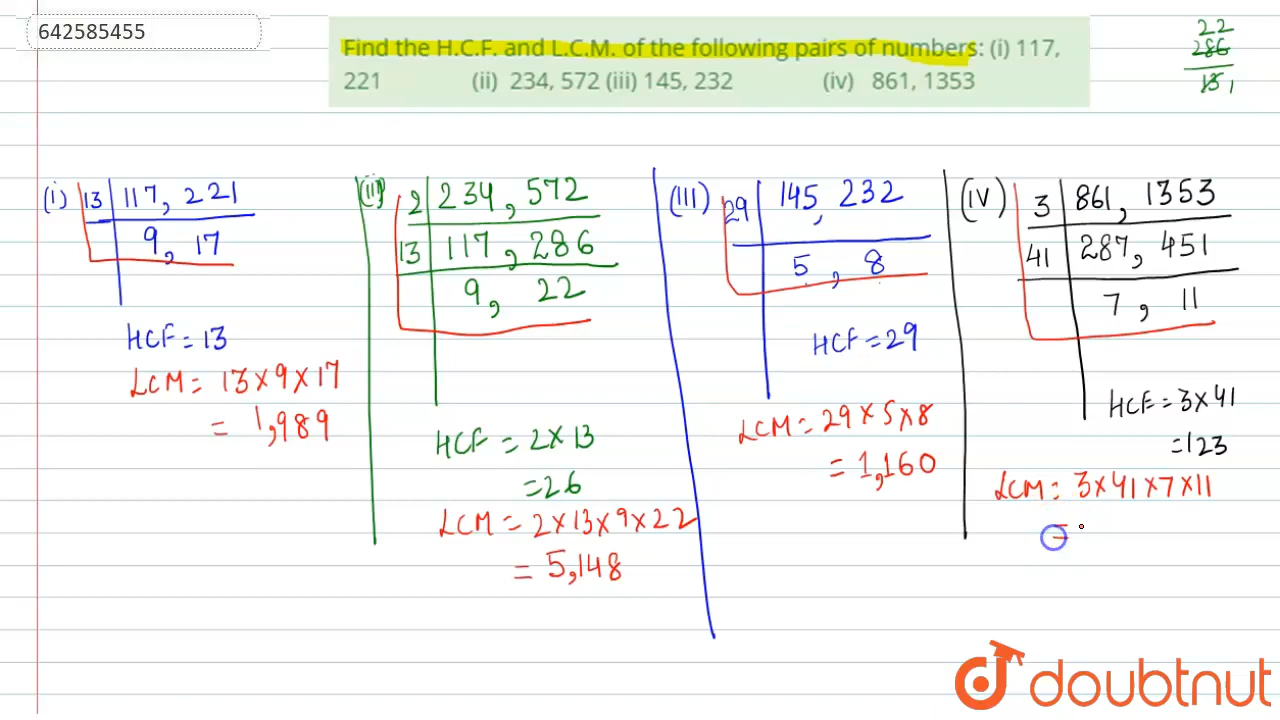 642585455
Find the H.C.F. and L.C.M. of the following pairs of numbers: (i) 117,
221 (ii) 234, 572 (iii) 145, 232 (iv) 861, 1353
22
286
13 1
(i) 13 117, 221
9, 17
HCF = 13
LCM = 13 × 9 × 17
= 1,989
(ii) 2 234, 572
13 117, 286
9, 22
HCF = 2 × 13
= 26
LCM = 2 × 13 × 9 × 22
= 5,148
(III) 29 145, 232
5, 8
HCF = 29
LCM = 29 × 5 × 8
= 1,160
(IV) 3 861, 1353
41 287, 451
7, 11
HCF = 3 × 41
= 123
LCM = 3 × 41 × 7 × 11
=
doubtnut